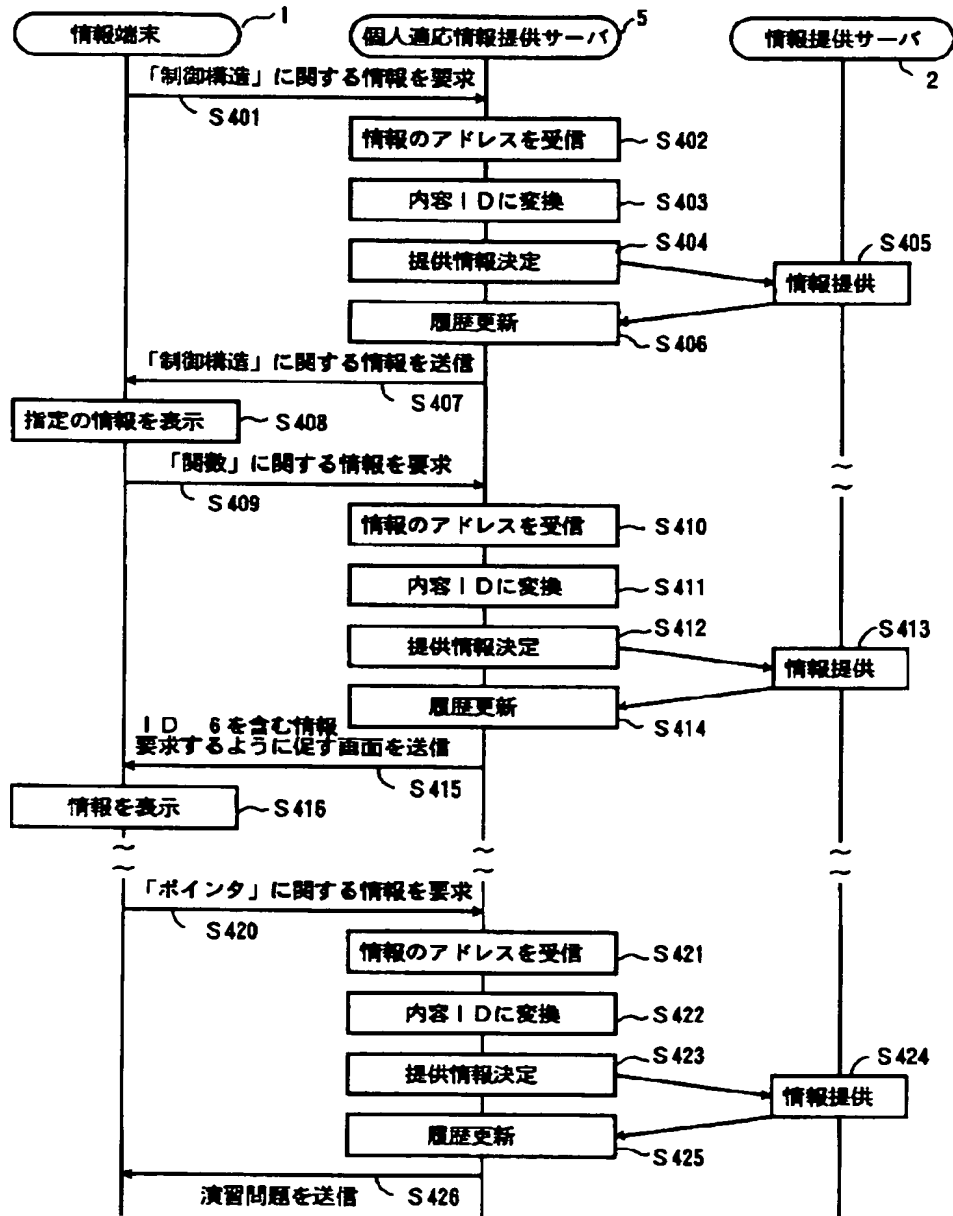 情報端末
1
個人適応情報提供サーバ
5
情報提供サーバ
2
「制御構造」に関する情報を要求
S401
情報のアドレスを受信
S402
内容IDに変換
S403
提供情報決定
S404
情報提供
S405
履歴更新
S406
「制御構造」に関する情報を送信
S407
指定の情報を表示
S408
「関数」に関する情報を要求
S409
情報のアドレスを受信
S410
内容IDに変換
S411
提供情報決定
S412
情報提供
S413
履歴更新
S414
ID 6を含む情報
要求するように促す画面を送信
S415
情報を表示
S416
「ポインタ」に関する情報を要求
S420
情報のアドレスを受信
S421
内容IDに変換
S422
提供情報決定
S423
情報提供
S424
履歴更新
S425
演習問題を送信
S426